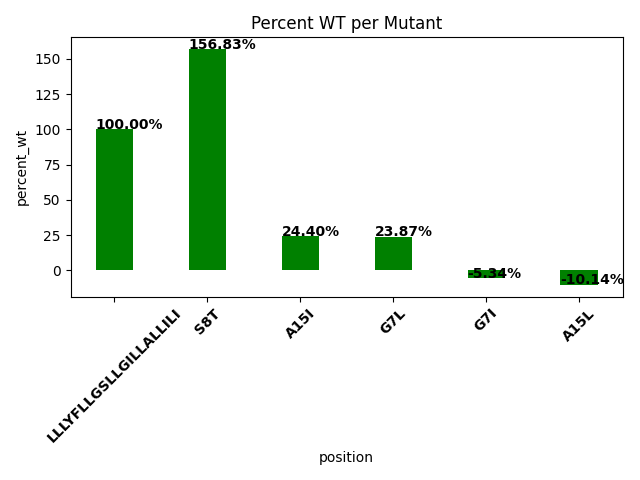 Percent WT per Mutant
percent_wt
150
125
100
75
50
25
0
100.00%
156.83%
24.40%
23.87%
-5.34%
-10.14%
LLLYFLLGSLLGILLALLILI
S8T
A15I
G7L
G7I
A15L
position